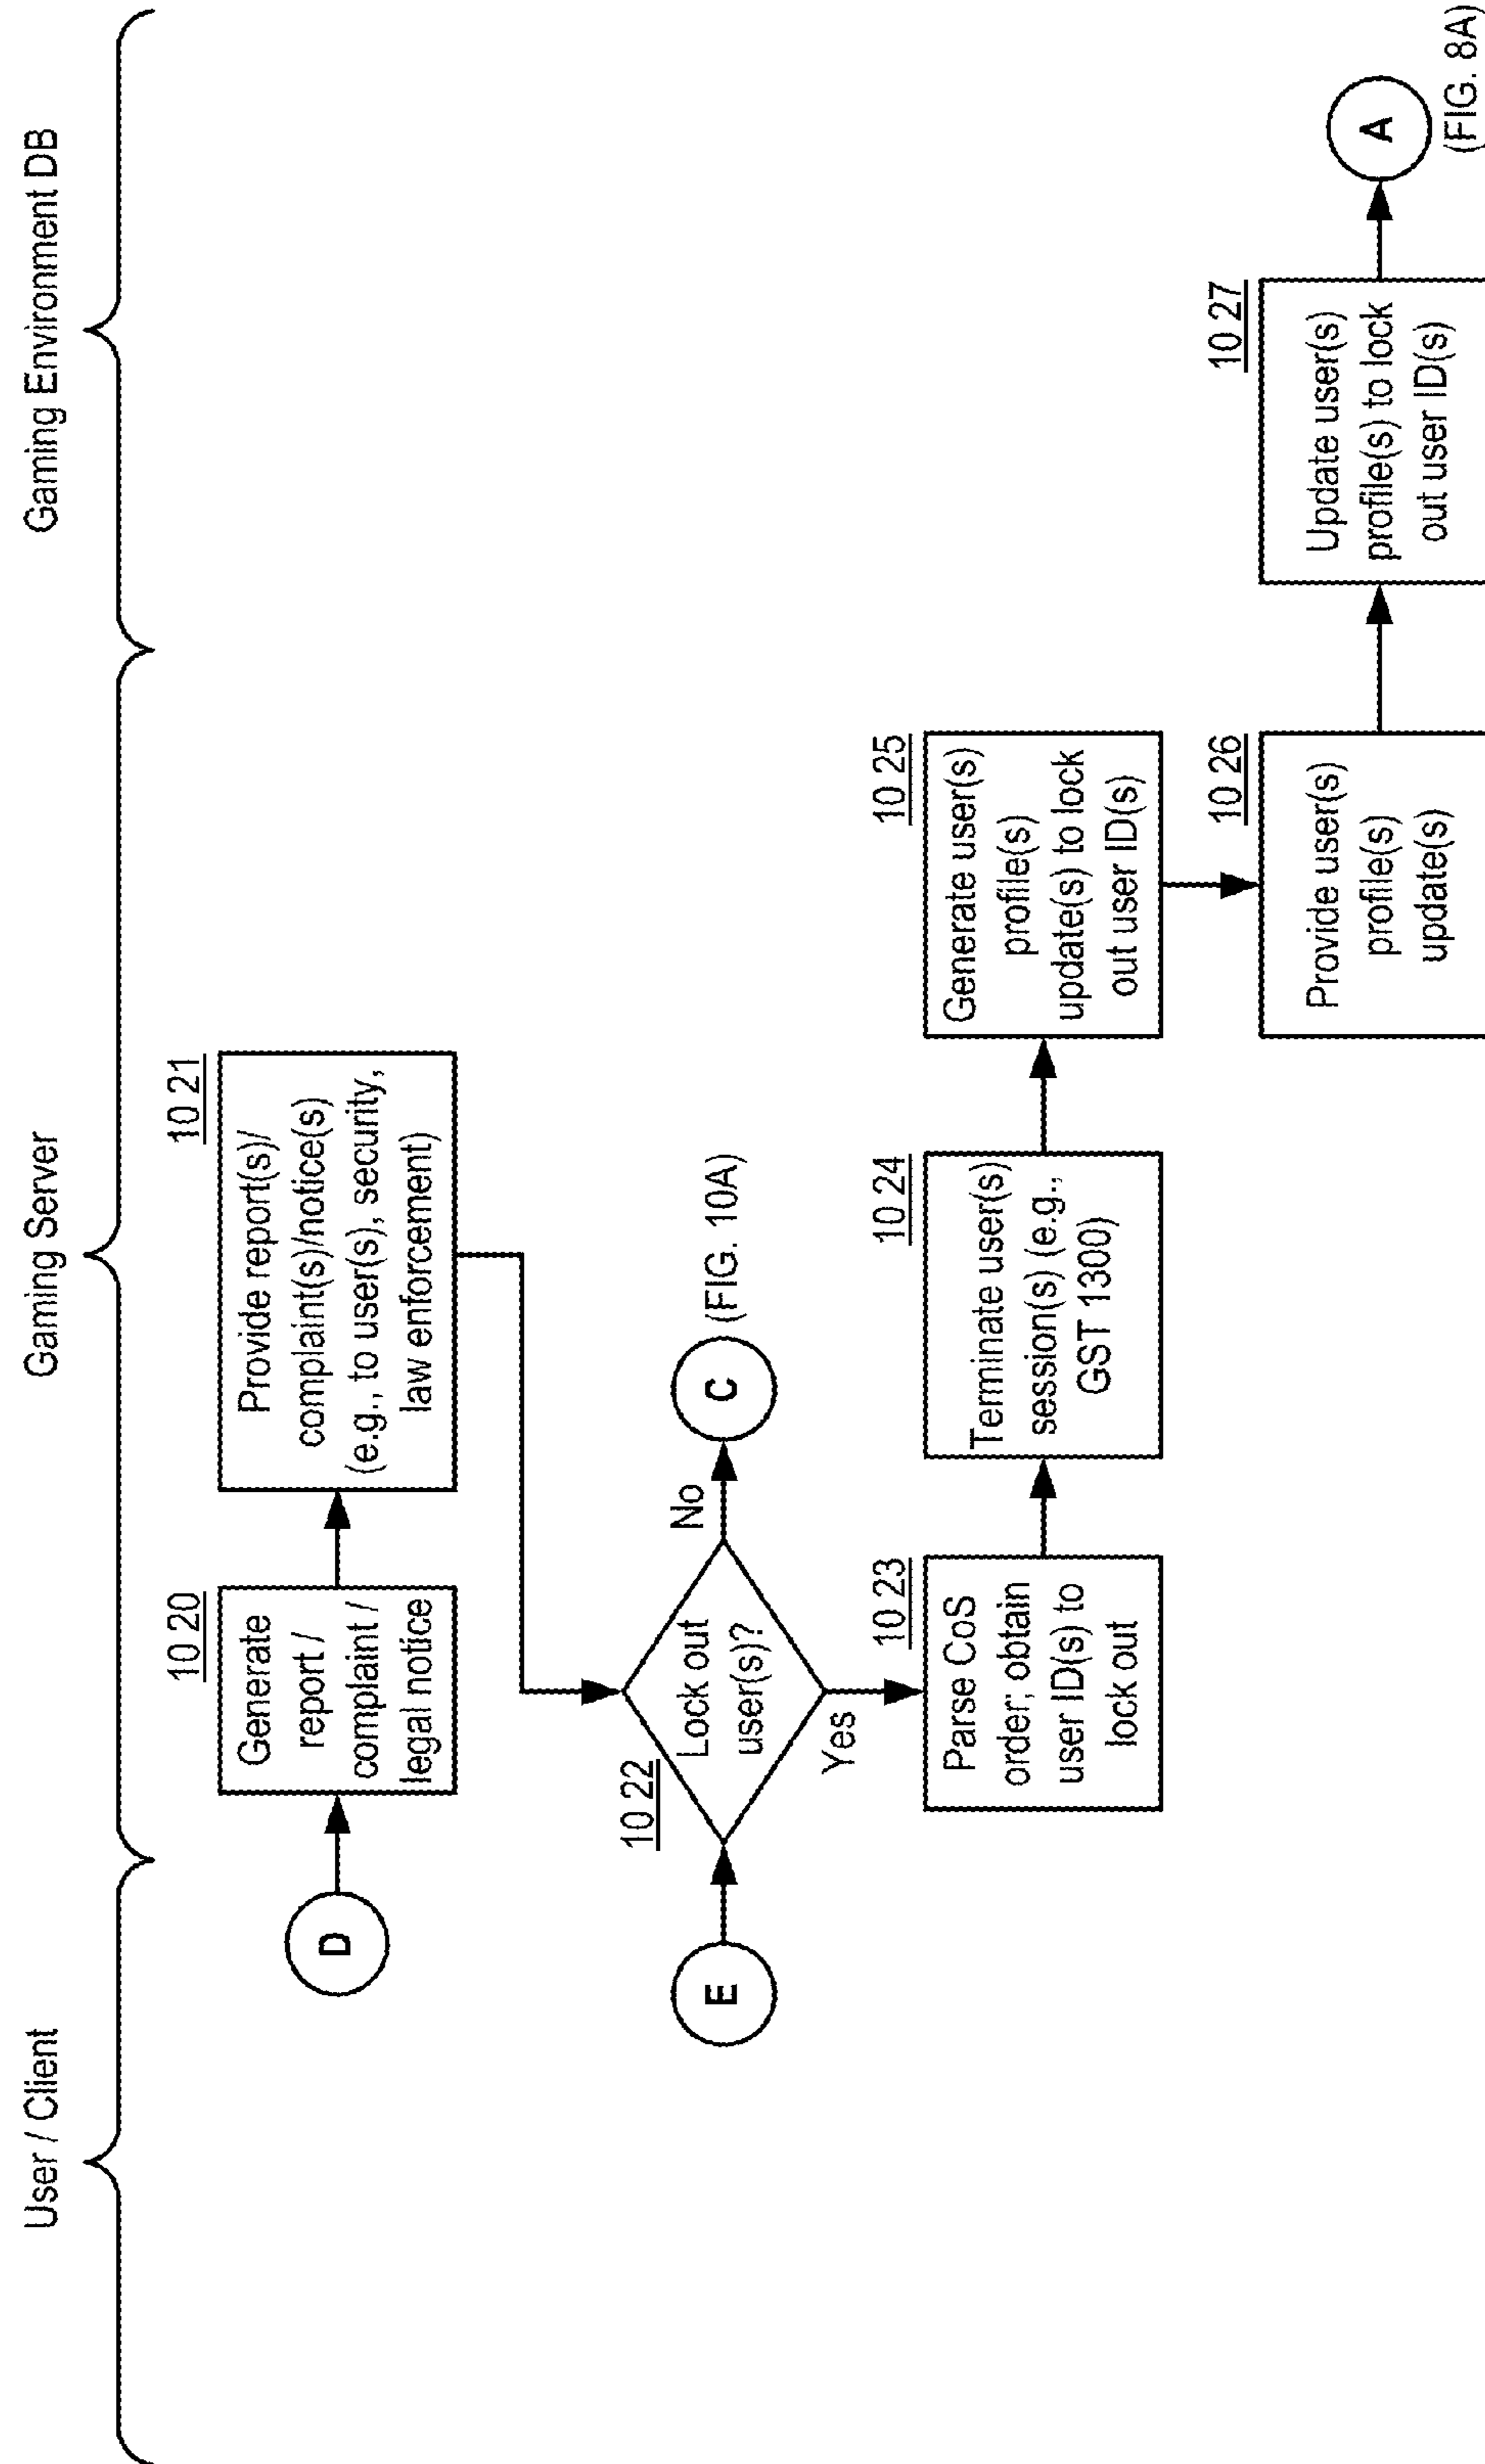 User / Client
Gaming Server
Gaming Environment DB
D
10 20
Generate
report /
complaint /
legal notice
10 21
Provide report(s)/
complaint(s)/notice(s)
(e.g., to user(s), security,
law enforcement)
E
10 22
Lock out
user(s)?
No
C
(FIG. 10A)
Yes
10 23
Parse CoS
order; obtain
user ID(s) to
lock out
10 24
Terminate user(s)
session(s) (e.g.,
GST 1300)
10 25
Generate user(s)
profile(s)
update(s) to lock
out user ID(s)
10 26
Provide user(s)
profile(s)
update(s)
10 27
Update user(s)
profile(s) to lock
out user ID(s)
A
(FIG. 8A)